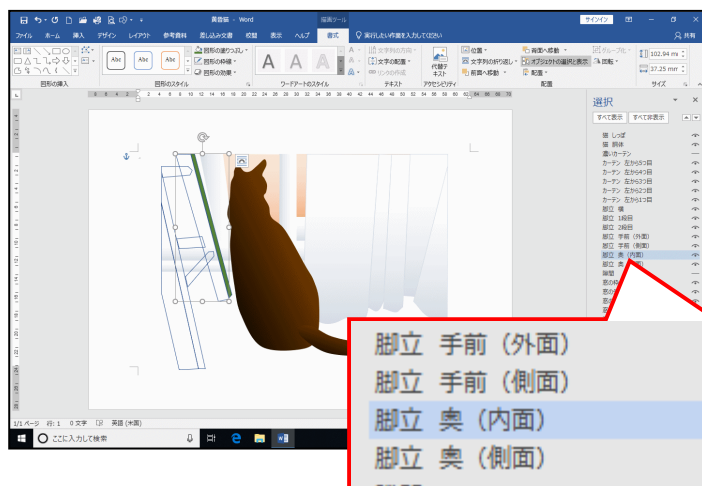 黄昏猫 - Word
描画ツール
サインイン
ファイル ホーム 挿入 デザイン レイアウト 参考資料 差し込み文書 校閲 表示 ヘルプ 書式 実行したい作業を入力してください 共有
Abc Abc Abc
図形の塗りつぶし
図形の枠線
図形の効果
A A A
文字列の方向
文字の配置
リンクの作成
代替テキスト
位置
文字列の折り返し
前面へ移動
背面へ移動
オブジェクトの選択と表示
配置
グループ化
回転
102.94 mm
37.25 mm
図形の挿入 図形のスタイル ワードアートのスタイル テキスト アクセシビリティ 配置 サイズ
選択
すべて表示 すべて非表示
猫 しっぽ
猫 胴体
濃いカーテン
カーテン 左から5つ目
カーテン 左から4つ目
カーテン 左から3つ目
カーテン 左から2つ目
カーテン 左から1つ目
脚立 横
脚立 1段目
脚立 2段目
脚立 手前（外面）
脚立 手前（側面）
脚立 奥（内面）
隙間
脚立 手前（外面）
脚立 手前（側面）
脚立 奥（内面）
脚立 奥（側面）
1/1 ページ 行: 1 0 文字 英語 (米国)
ここに入力して検索